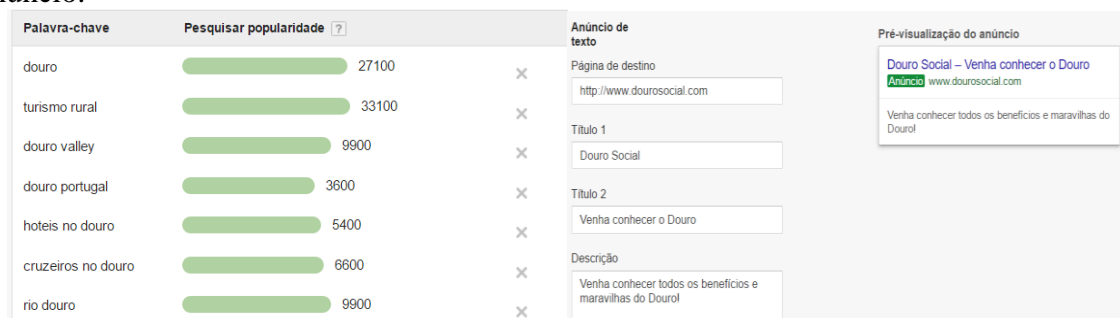 Palavra-chave Pesquisar popularidade ?
douro 27100
turismo rural 33100
douro valley 9900
douro portugal 3600
hoteis no douro 5400
cruzeiros no douro 6600
rio douro 9900
Anúncio de
texto
Página de destino
http://www.dourosocial.com
Título 1
Douro Social
Título 2
Venha conhecer o Douro
Descrição
Venha conhecer todos os benefícios e
maravilhas do Douro!
Pré-visualização do anúncio
Douro Social – Venha conhecer o Douro
Anúncio www.dourosocial.com
Venha conhecer todos os benefícios e maravilhas do
Douro!